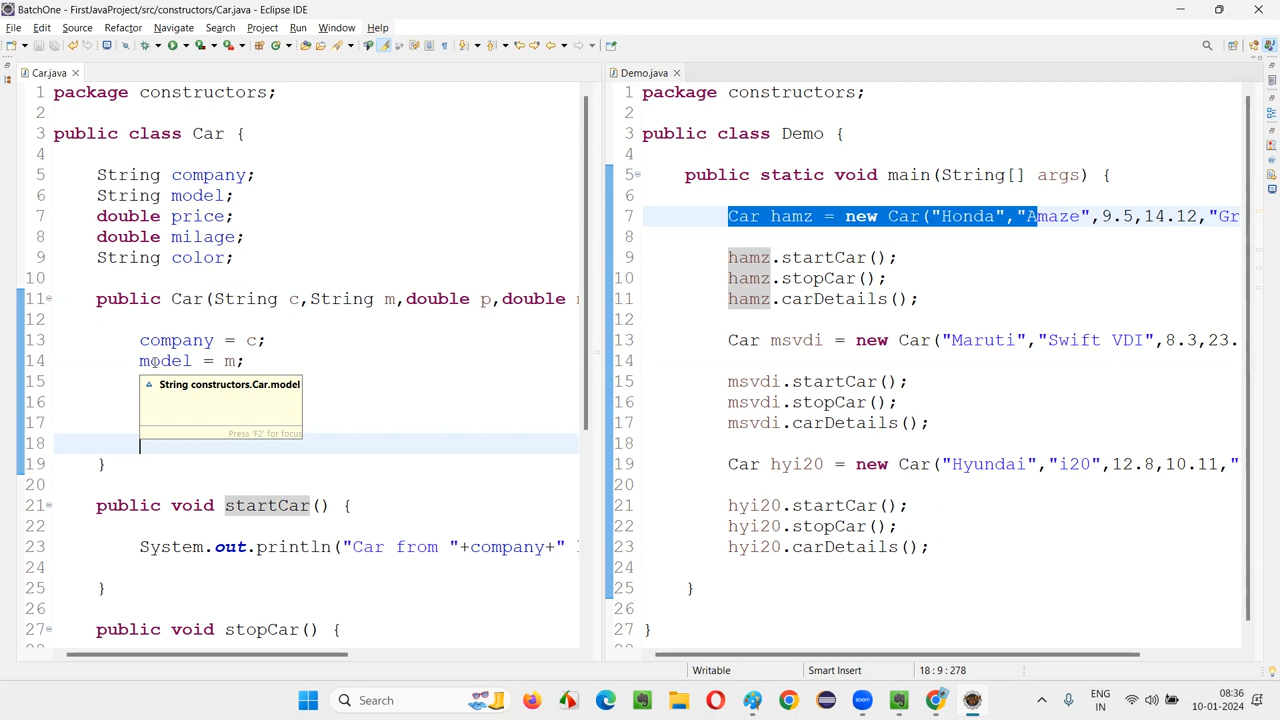 BatchOne - FirstJavaProject/src/constructors/Car.java - Eclipse IDE
File Edit Source Refactor Navigate Search Project Run Window Help
Car.java
1 package constructors;
2
3 public class Car {
4
5 String company;
6 String model;
7 double price;
8 double milage;
9 String color;
10
11 public Car(String c,String m,double p,double
12
13 company = c;
14 model = m;
15
String constructors.Car.model
16
17
Press 'F2' for focus
18
19 }
20
21 public void startCar() {
22
23 System.out.println("Car from "+company+"
24
25 }
26
27 public void stopCar() {
Demo.java
1 package constructors;
2
3 public class Demo {
4
5 public static void main(String[] args) {
6
7 Car hamz = new Car("Honda","Amaze",9.5,14.12,"Gr
8
9 hamz.startCar();
10 hamz.stopCar();
11 hamz.carDetails();
12
13 Car msvdi = new Car("Maruti","Swift VDI",8.3,23.
14
15 msvdi.startCar();
16 msvdi.stopCar();
17 msvdi.carDetails();
18
19 Car hyi20 = new Car("Hyundai","i20",12.8,10.11,"
20
21 hyi20.startCar();
22 hyi20.stopCar();
23 hyi20.carDetails();
24
25 }
26
27 }
Writable Smart Insert 18:9:278
Search
ENG
IN
08:36
10-01-2024